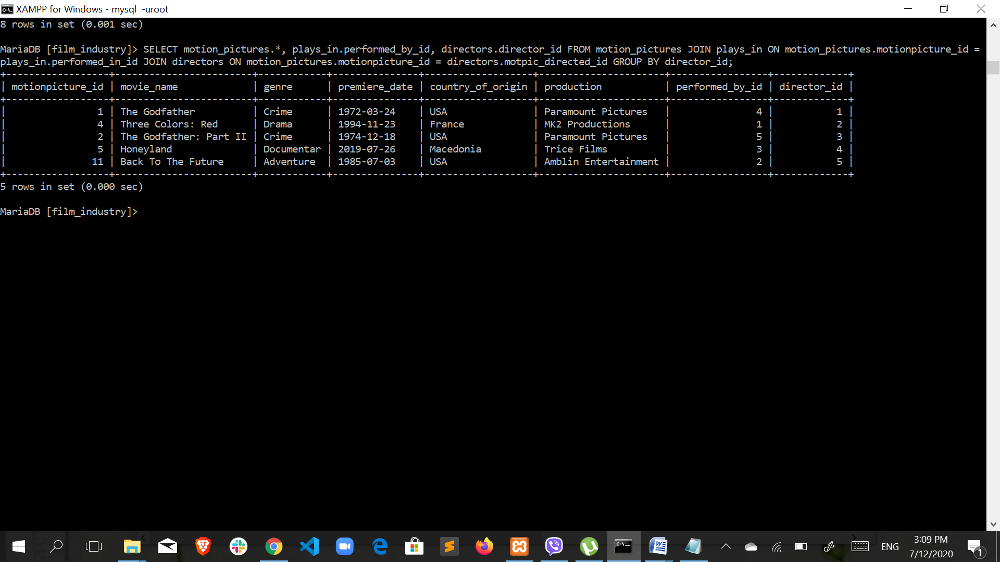 XAMPP for Windows - mysql  -uroot
8 rows in set (0.001 sec)
MariaDB [film_industry]> SELECT motion_pictures.*, plays_in.performed_by_id, directors.director_id FROM motion_pictures JOIN plays_in ON motion_pictures.motionpicture_id =
plays_in.performed_in_id JOIN directors ON motion_pictures.motionpicture_id = directors.motpic_directed_id GROUP BY director_id;
| motionpicture_id | movie_name | genre | premiere_date | country_of_origin | production | performed_by_id | director_id |
| 1 | The Godfather | Crime | 1972-03-24 | USA | Paramount Pictures | 4 | 1 |
| 4 | Three Colors: Red | Drama | 1994-11-23 | France | MK2 Productions | 1 | 2 |
| 2 | The Godfather: Part II | Crime | 1974-12-18 | USA | Paramount Pictures | 5 | 3 |
| 5 | Honeyland | Documentar | 2019-07-26 | Macedonia | Trice Films | 3 | 4 |
| 11 | Back To The Future | Adventure | 1985-07-03 | USA | Amblin Entertainment | 2 | 5 |
5 rows in set (0.000 sec)
MariaDB [film_industry]>
ENG
3:09 PM
7/12/2020
1